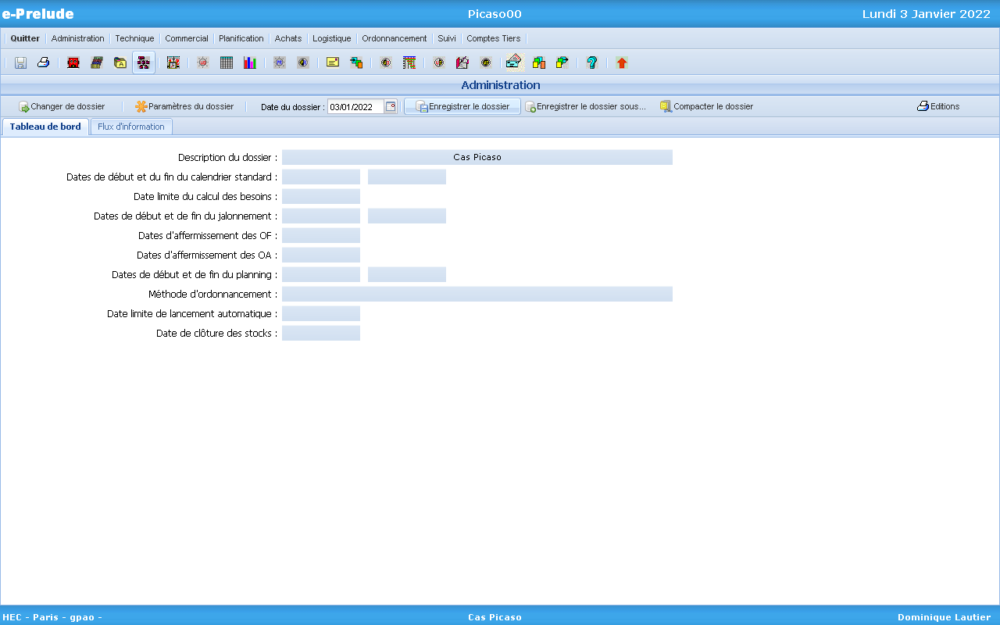 e-Prelude Picaso00 Lundi 3 Janvier 2022
Quitter Administration Technique Commercial Planification Achats Logistique Ordonnancement Suivi Comptes Tiers
Administration
Changer de dossier Paramètres du dossier Date du dossier : 03/01/2022 Enregistrer le dossier Enregistrer le dossier sous... Compacter le dossier Editions
Tableau de bord Flux d'information
Description du dossier : Cas Picaso
Dates de début et du fin du calendrier standard :
Date limite du calcul des besoins :
Dates de début et de fin du jalonnement :
Dates d'affermissement des OF :
Dates d'affermissement des OA :
Dates de début et de fin du planning :
Méthode d'ordonnancement :
Date limite de lancement automatique :
Date de clôture des stocks :
HEC - Paris - gpao - Cas Picaso Dominique Lautier